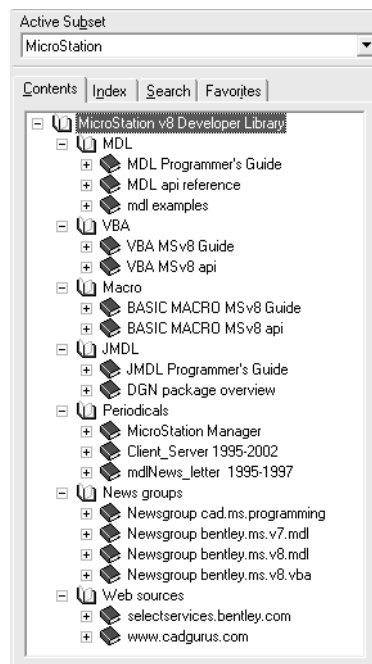 Active Subset
MicroStation
Contents Index Search Favorites
MicroStation v8 Developer Library
MDL
MDL Programmer's Guide
MDL api reference
mdl examples
VBA
VBA MSv8 Guide
VBA MSv8 api
Macro
BASIC MACRO MSv8 Guide
BASIC MACRO MSv8 api
JMDL
JMDL Programmer's Guide
DGN package overview
Periodicals
MicroStation Manager
Client_Server 1995-2002
mdlNews_letter 1995-1997
News groups
Newsgroup cad.ms.programming
Newsgroup bentley.ms.v7.mdl
Newsgroup bentley.ms.v8.mdl
Newsgroup bentley.ms.v8.vba
Web sources
selectservices.bentley.com
www.cadgurus.com